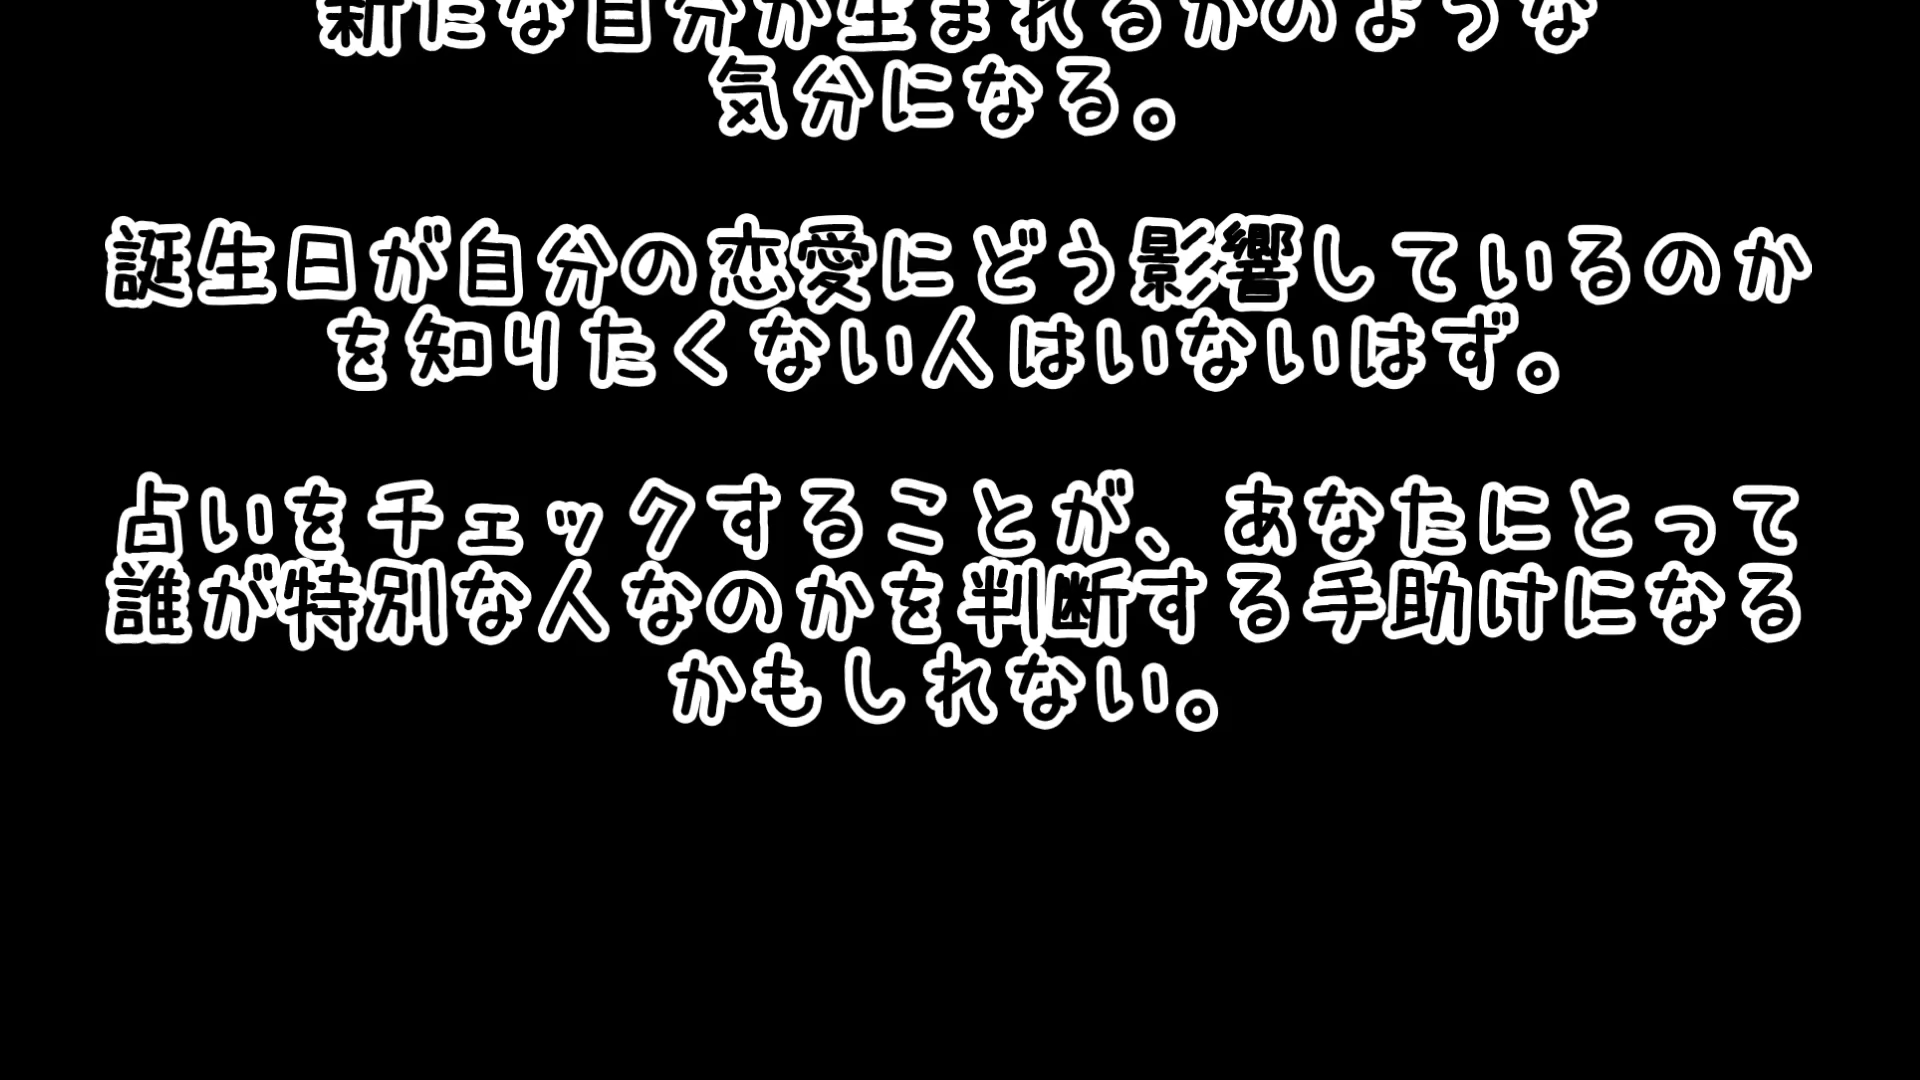 新たな自分が生まれるかのような
気分になる。
誕生日が自分の恋愛にどう影響しているのか
を知りたくない人はいないはず。
占いをチェックすることが、あなたにとって
誰が特別な人なのかを判断する手助けになる
かもしれない。